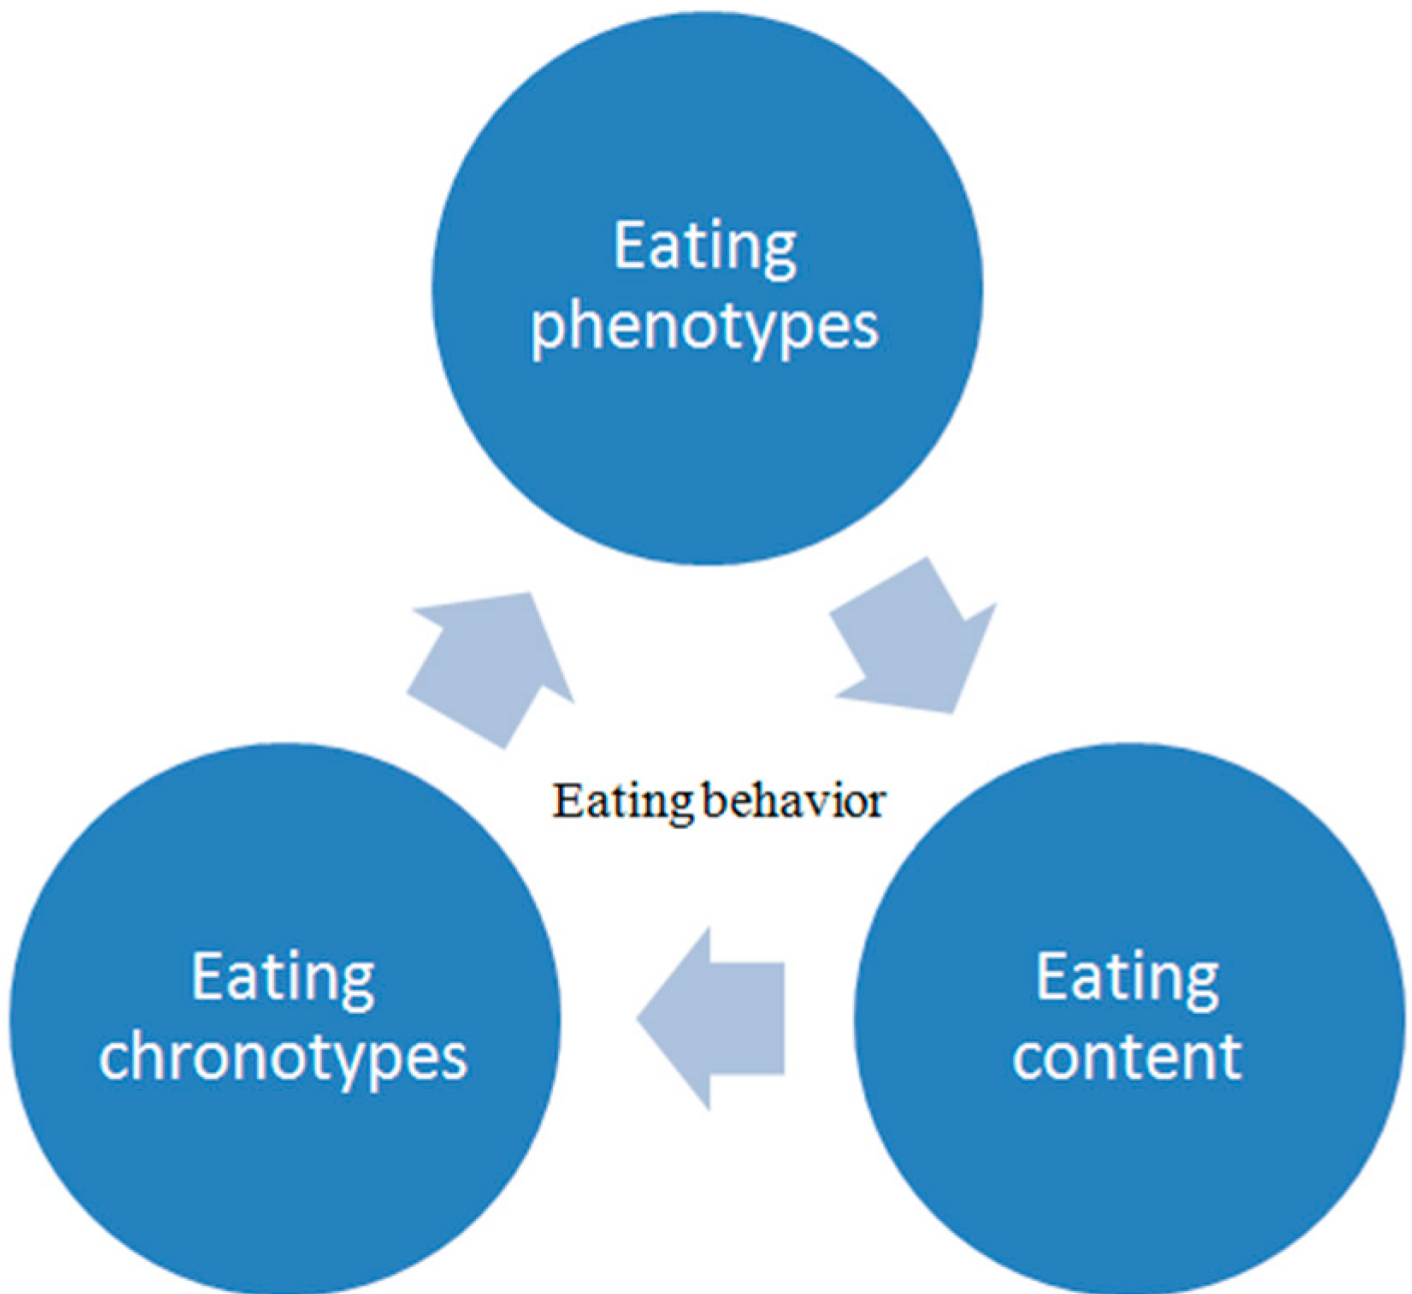 Eating
phenotypes
Eating behavior
Eating
chronotypes
Eating
content